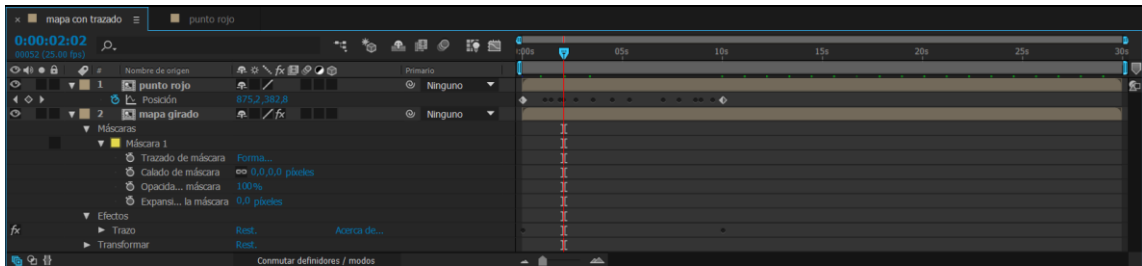 × mapa con trazado ≡ punto rojo
0:00:02:02
00052 (25.00 fps)
:00s 05s 10s 15s 20s 25s 30s
# Nombre de origen fx Primario
1 punto rojo Ninguno
Posición 875,2,382,8
2 mapa girado fx Ninguno
Máscaras
Máscara 1
Trazado de máscara Forma...
Calado de máscara 0,0,0,0 píxeles
Opacida... máscara 100%
Expansi... la máscara 0,0 píxeles
Efectos
fx Trazo Rest. Acerca de...
Transformar Rest.
Conmutar definidores / modos